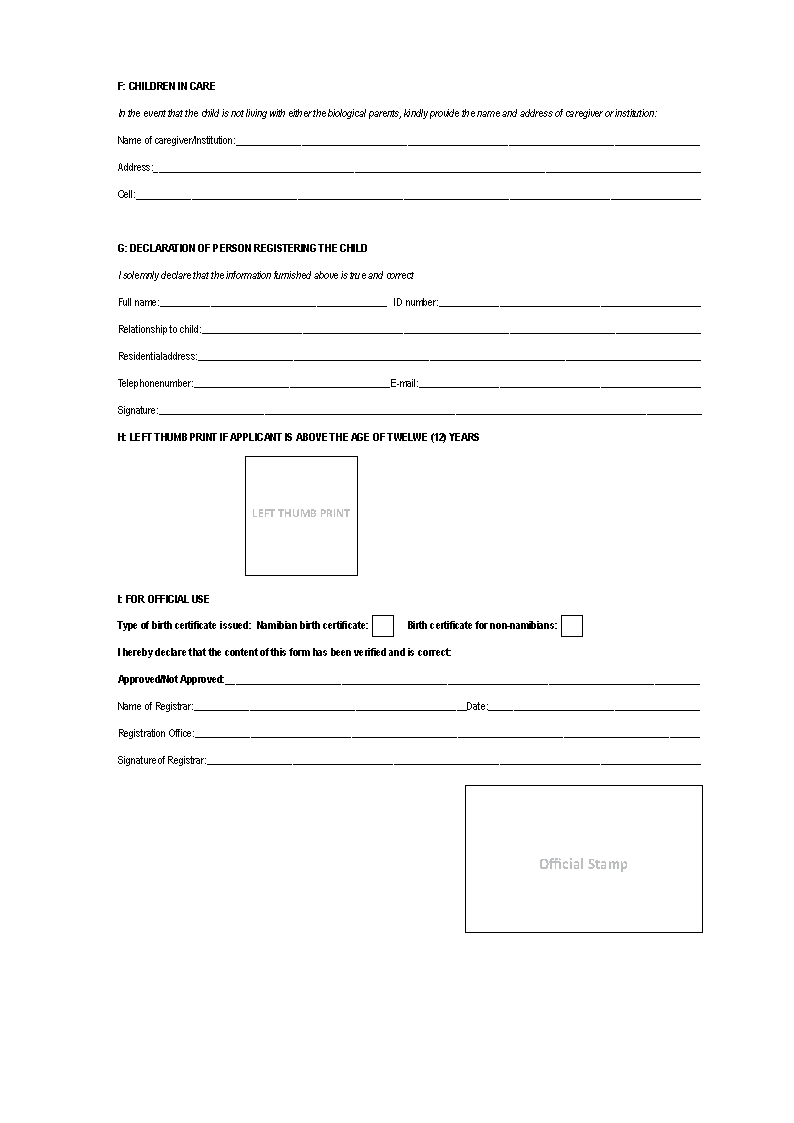 F: CHILDREN IN CARE
In the event that the child is not living with either the biological parents, kindly provide the name and address of caregiver or institution:
Name of caregiver/Institution:
Address:
Cell:
G: DECLARATION OF PERSON REGISTERING THE CHILD
I solemnly declare that the information furnished above is true and correct
Full name: ID number:
Relationship to child:
Residential address:
Telephone number: E-mail:
Signature:
H: LEFT THUMB PRINT IF APPLICANT IS ABOVE THE AGE OF TWELWE (12) YEARS
LEFT THUMB PRINT
I: FOR OFFICIAL USE
Type of birth certificate issued: Namibian birth certificate: Birth certificate for non-namibians:
I hereby declare that the content of this form has been verified and is correct:
Approved/Not Approved:
Name of Registrar: Date:
Registration Office:
Signature of Registrar:
Official Stamp